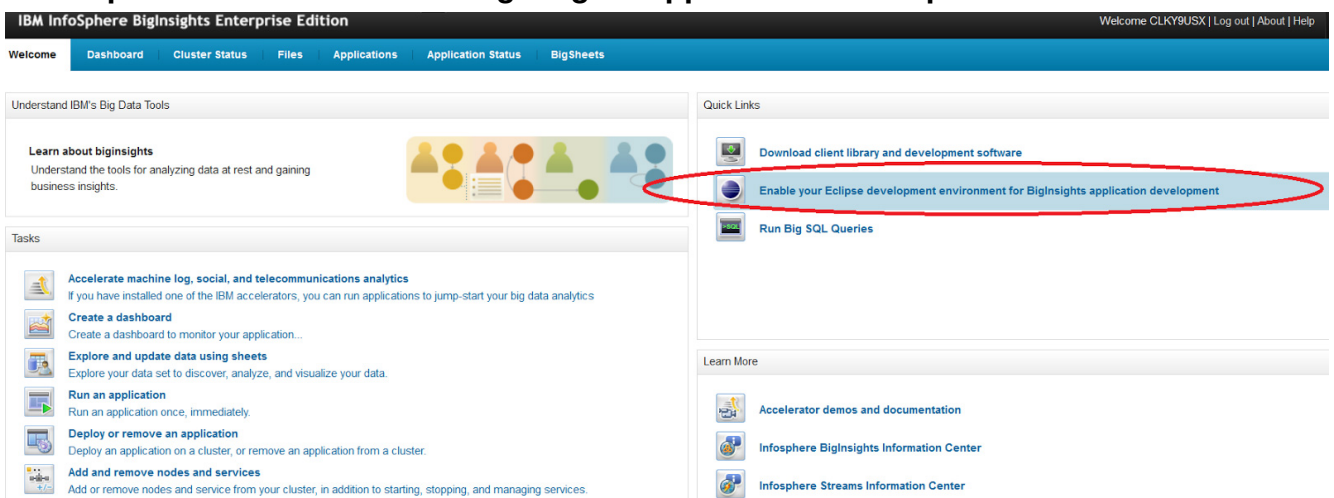 IBM InfoSphere BigInsights Enterprise Edition
Welcome CLKY9USX | Log out | About | Help
Welcome Dashboard Cluster Status Files Applications Application Status BigSheets
Understand IBM's Big Data Tools
Learn about biginsights
Understand the tools for analyzing data at rest and gaining
business insights.
Tasks
Accelerate machine log, social, and telecommunications analytics
If you have installed one of the IBM accelerators, you can run applications to jump-start your big data analytics
Create a dashboard
Create a dashboard to monitor your application...
Explore and update data using sheets
Explore your data set to discover, analyze, and visualize your data.
Run an application
Run an application once, immediately.
Deploy or remove an application
Deploy an application on a cluster, or remove an application from a cluster.
Add and remove nodes and services
Add or remove nodes and service from your cluster, in addition to starting, stopping, and managing services.
Quick Links
Download client library and development software
Enable your Eclipse development environment for BigInsights application development
SQL
Run Big SQL Queries
Learn More
Accelerator demos and documentation
Infosphere BigInsights Information Center
Infosphere Streams Information Center